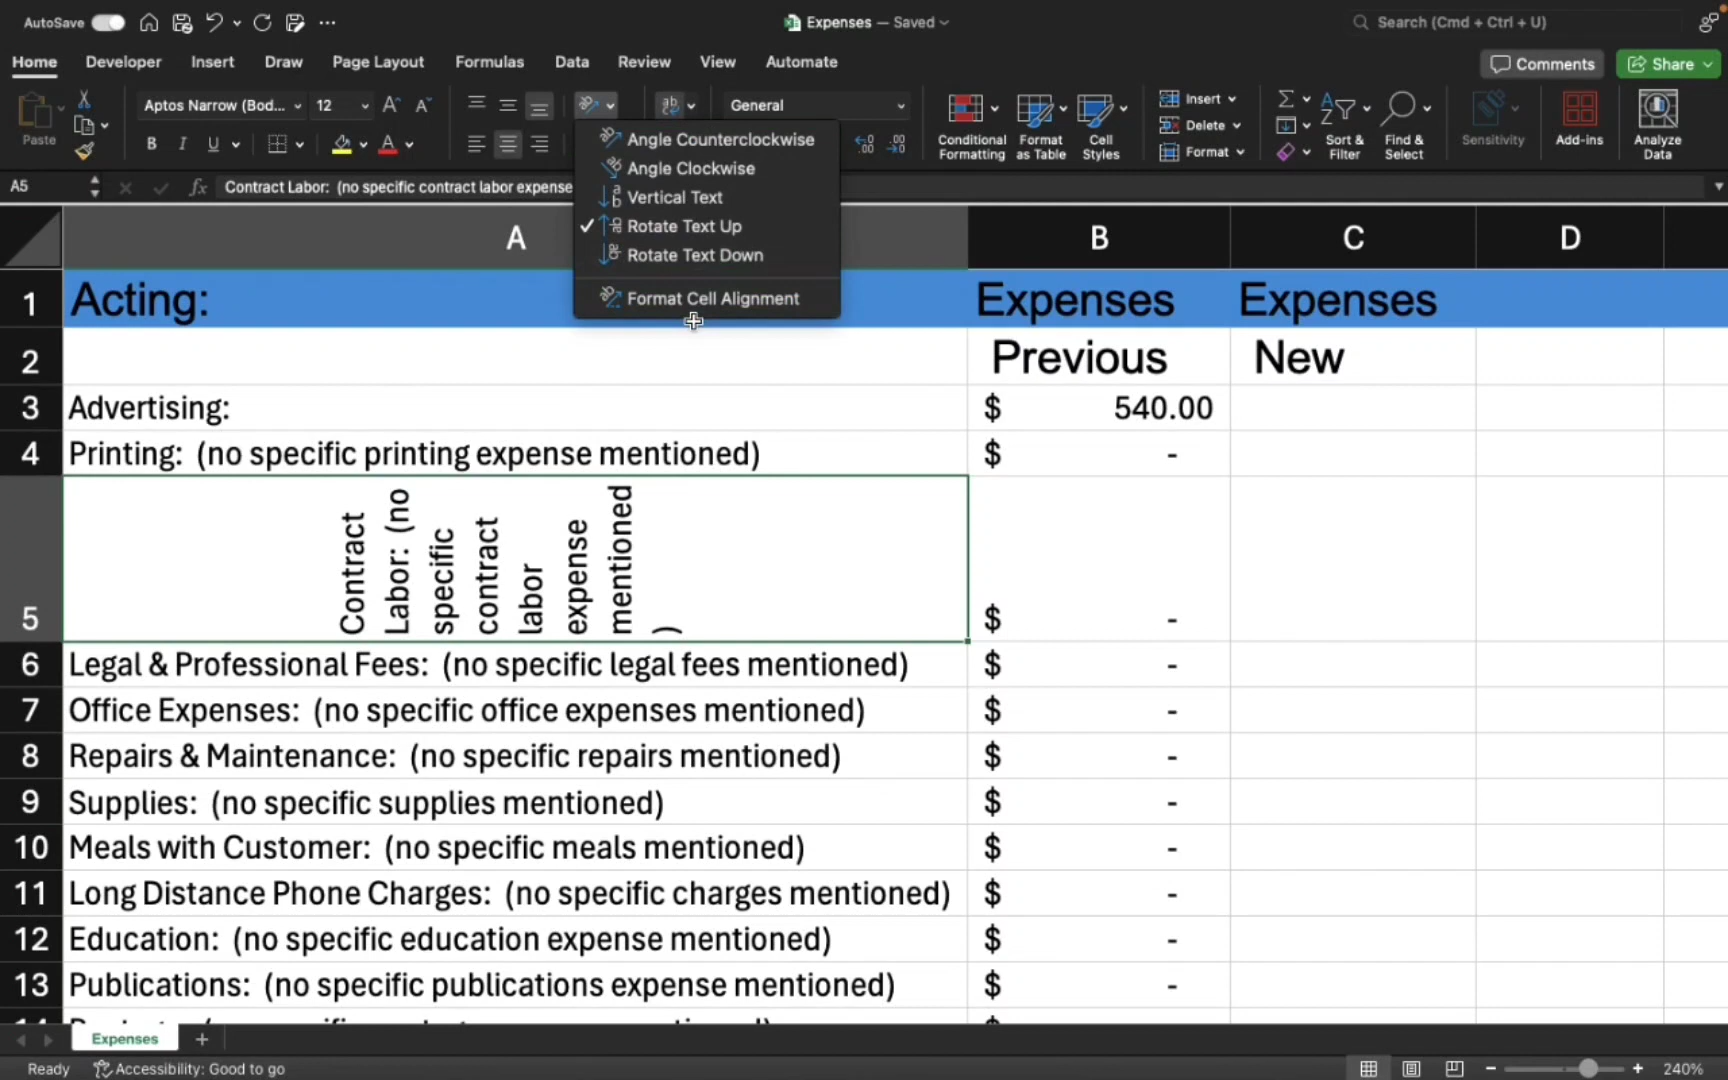 AutoSave
Expenses — Saved
Search (Cmd + Ctrl + U)
Home Developer Insert Draw Page Layout Formulas Data Review View Automate
Comments Share
Paste
Aptos Narrow (Bod... 12 A^ A
General
B I U A
Conditional Formatting
Format as Table
Cell Styles
Insert
Delete
Format
Sort & Filter
Find & Select
Sensitivity
Add-ins
Analyze Data
Angle Counterclockwise
Angle Clockwise
Vertical Text
Rotate Text Up
Rotate Text Down
Format Cell Alignment
A5 fx Contract Labor: (no specific contract labor expense
A B C D
1 Acting: Expenses Expenses
2 Previous New
3 Advertising: $ 540.00
4 Printing: (no specific printing expense mentioned) $ -
5 Contract
Labor: (no
specific
contract
labor
expense
mentioned
)
$ -
6 Legal & Professional Fees: (no specific legal fees mentioned) $ -
7 Office Expenses: (no specific office expenses mentioned) $ -
8 Repairs & Maintenance: (no specific repairs mentioned) $ -
9 Supplies: (no specific supplies mentioned) $ -
10 Meals with Customer: (no specific meals mentioned) $ -
11 Long Distance Phone Charges: (no specific charges mentioned) $ -
12 Education: (no specific education expense mentioned) $ -
13 Publications: (no specific publications expense mentioned) $ -
Expenses +
Ready Accessibility: Good to go
240%